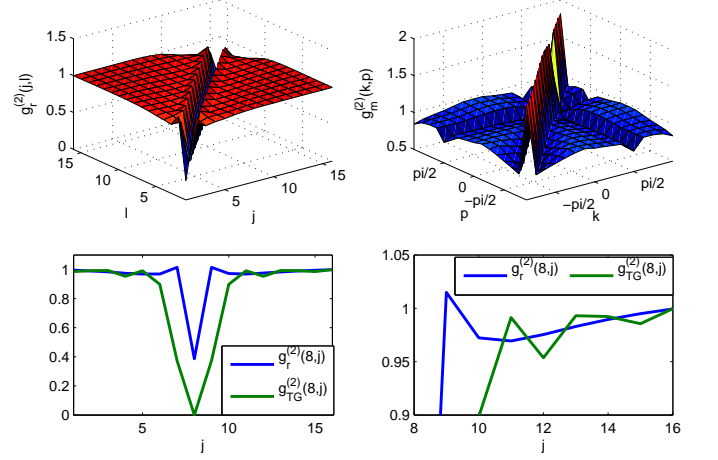 1.5
1
0.5
0
g_r^(2)(j,l)
15
10
5
l
5
10
15
j
2
1.5
1
0.5
g_m^(2)(k,p)
pi/2
0
−pi/2
p
−pi/2
0
pi/2
k
1
0.8
0.6
0.4
0.2
0
5
10
15
j
g_r^(2)(8,j)
g_TG^(2)(8,j)
1.05
1
0.95
0.9
8
10
12
14
16
j
g_r^(2)(8,j) g_TG^(2)(8,j)